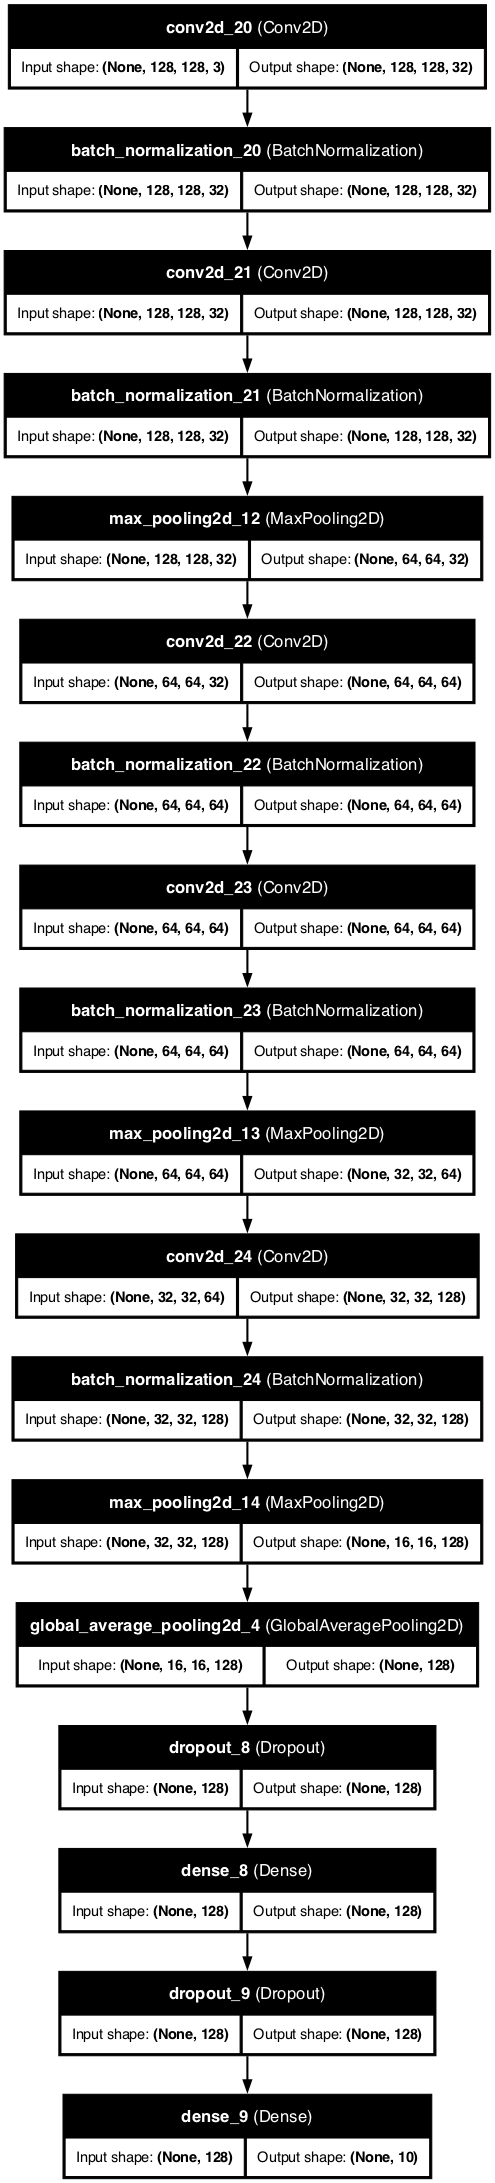 conv2d_20 (Conv2D)
Input shape: (None, 128, 128, 3) Output shape: (None, 128, 128, 32)
batch_normalization_20 (BatchNormalization)
Input shape: (None, 128, 128, 32) Output shape: (None, 128, 128, 32)
conv2d_21 (Conv2D)
Input shape: (None, 128, 128, 32) Output shape: (None, 128, 128, 32)
batch_normalization_21 (BatchNormalization)
Input shape: (None, 128, 128, 32) Output shape: (None, 128, 128, 32)
max_pooling2d_12 (MaxPooling2D)
Input shape: (None, 128, 128, 32) Output shape: (None, 64, 64, 32)
conv2d_22 (Conv2D)
Input shape: (None, 64, 64, 32) Output shape: (None, 64, 64, 64)
batch_normalization_22 (BatchNormalization)
Input shape: (None, 64, 64, 64) Output shape: (None, 64, 64, 64)
conv2d_23 (Conv2D)
Input shape: (None, 64, 64, 64) Output shape: (None, 64, 64, 64)
batch_normalization_23 (BatchNormalization)
Input shape: (None, 64, 64, 64) Output shape: (None, 64, 64, 64)
max_pooling2d_13 (MaxPooling2D)
Input shape: (None, 64, 64, 64) Output shape: (None, 32, 32, 64)
conv2d_24 (Conv2D)
Input shape: (None, 32, 32, 64) Output shape: (None, 32, 32, 128)
batch_normalization_24 (BatchNormalization)
Input shape: (None, 32, 32, 128) Output shape: (None, 32, 32, 128)
max_pooling2d_14 (MaxPooling2D)
Input shape: (None, 32, 32, 128) Output shape: (None, 16, 16, 128)
global_average_pooling2d_4 (GlobalAveragePooling2D)
Input shape: (None, 16, 16, 128) Output shape: (None, 128)
dropout_8 (Dropout)
Input shape: (None, 128) Output shape: (None, 128)
dense_8 (Dense)
Input shape: (None, 128) Output shape: (None, 128)
dropout_9 (Dropout)
Input shape: (None, 128) Output shape: (None, 128)
dense_9 (Dense)
Input shape: (None, 128) Output shape: (None, 10)